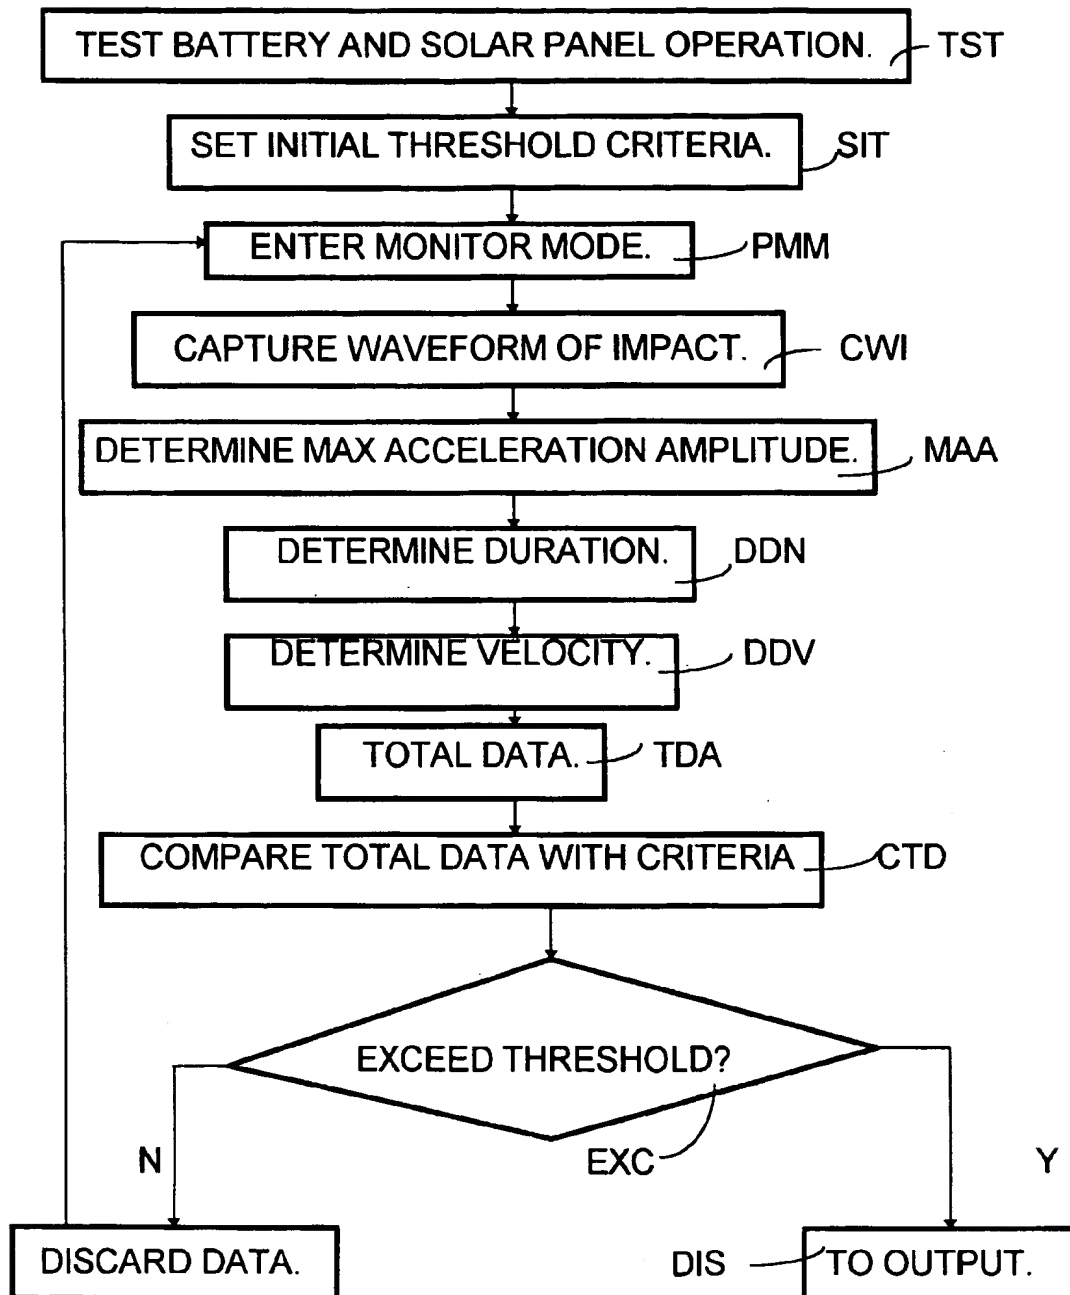 TEST BATTERY AND SOLAR PANEL OPERATION. TST
SET INITIAL THRESHOLD CRITERIA. SIT
ENTER MONITOR MODE. PMM
CAPTURE WAVEFORM OF IMPACT. CWI
DETERMINE MAX ACCELERATION AMPLITUDE. MAA
DETERMINE DURATION. DDN
DETERMINE VELOCITY. DDV
TOTAL DATA. TDA
COMPARE TOTAL DATA WITH CRITERIA CTD
EXCEED THRESHOLD?
N EXC Y
DISCARD DATA. DIS TO OUTPUT.